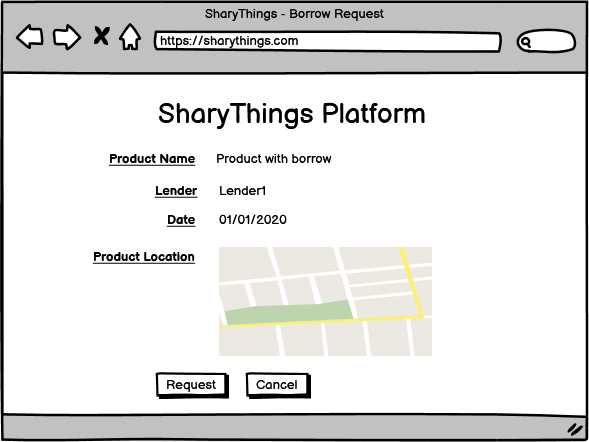 SharyThings - Borrow Request
https://sharythings.com
SharyThings Platform
Product Name Product with borrow
Lender Lender1
Date 01/01/2020
Product Location
Request Cancel